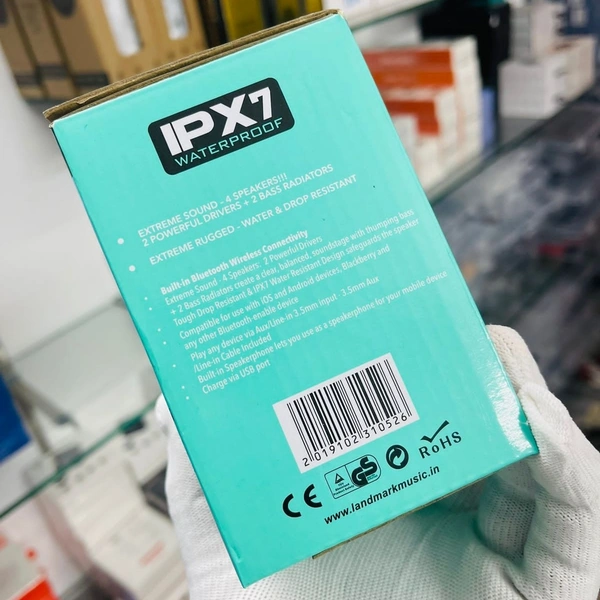 IPX7
WATERPROOF
• EXTREME SOUND - 4 SPEAKERS!!!
2 POWERFUL DRIVERS + 2 BASS RADIATORS
• EXTREME RUGGED - WATER & DROP RESISTANT
Built-in Bluetooth Wireless Connectivity
Extreme Sound - 4 Speakers 2 Powerful Drivers
+ 2 Bass Radiators create a clear, balanced, soundstage with thumping bass
Tough Drop Resistant & IPX7 Water Resistant Design safeguards the speaker
• Compatible for use with iOS and Android devices, Blackberry and
any other Bluetooth enable device
• Play any device via Aux/Line-in 3.5mm input 3.5mm Aux
/Line-in Cable Included
• Built-in Speakerphone lets you use as a speakerphone for your mobile device
• Charge via USB port
2 019102 310526
CE
GS
RoHS
www.landmarkmusic.in